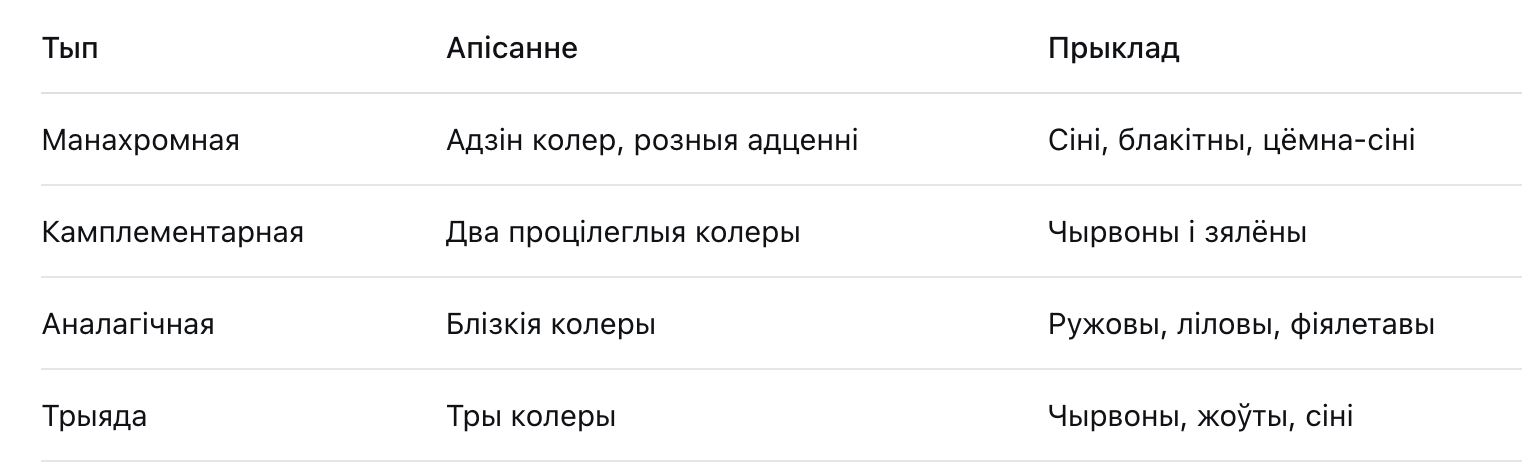 Тып Апісанне Прыклад
Манахромная Адзін колер, розныя адценні Сіні, блакітны, цёмна-сіні
Камплементарная Два процілеглыя колеры Чырвоны і зялёны
Аналагічная Блізкія колеры Ружовы, ліловы, фіялетавы
Трыяда Тры колеры Чырвоны, жоўты, сіні